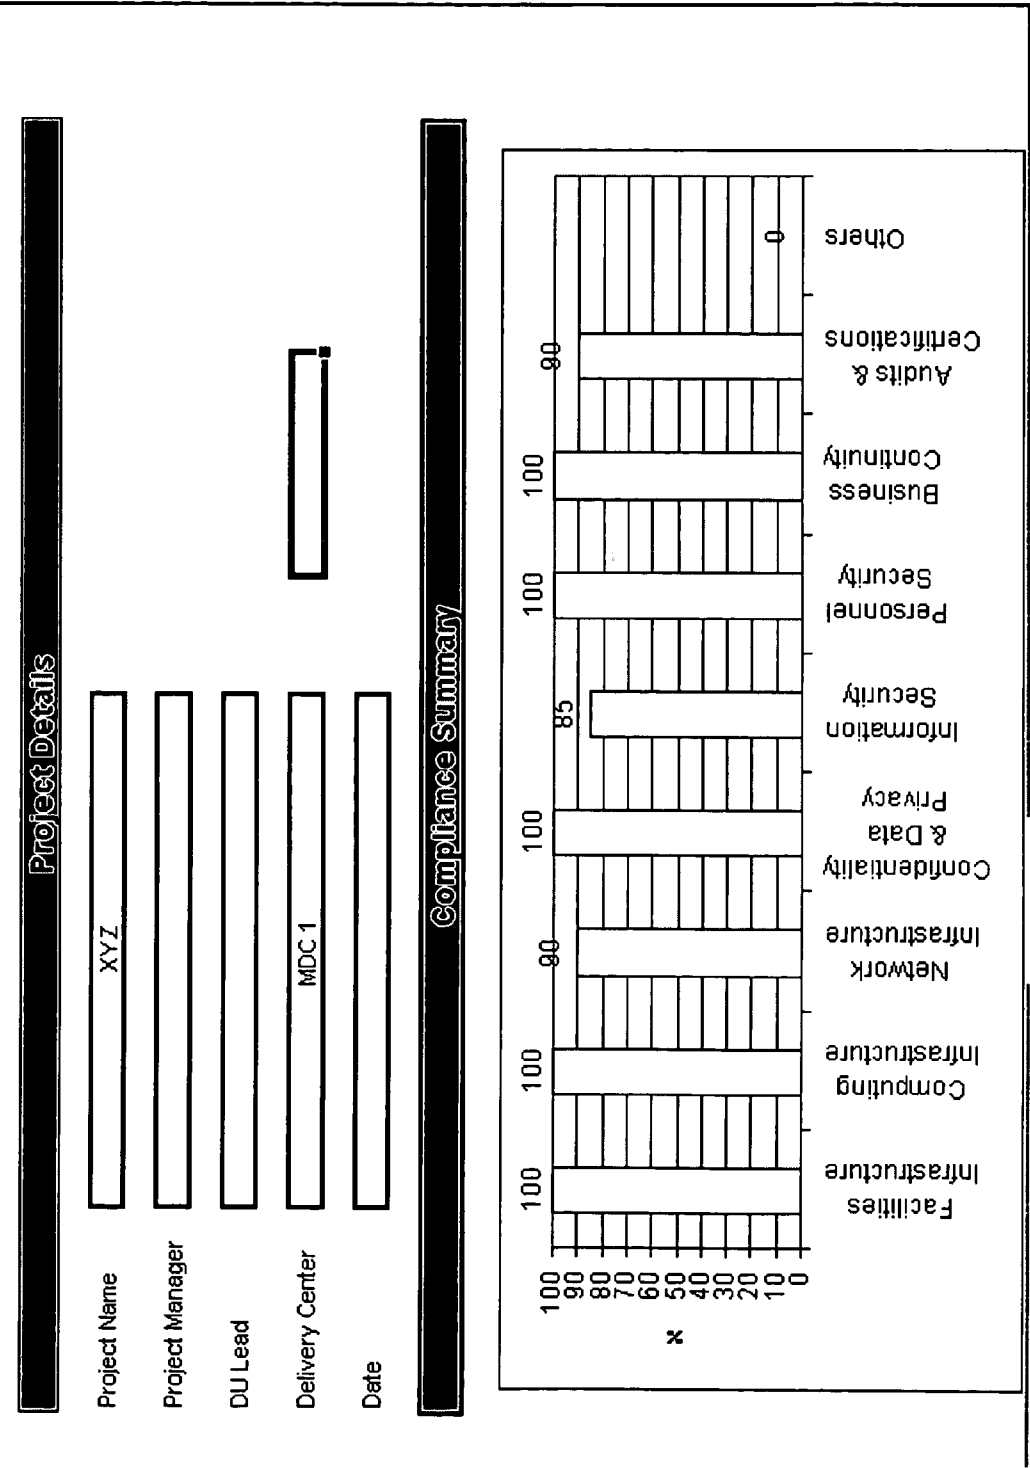 Project Details
Project Name
XYZ
Project Manager
DU Lead
Delivery Center
MDC 1
Date
Compliance Summary
%
100
90
80
70
60
50
40
30
20
10
0
100
100
90
100
85
100
100
90
0
Facilities
Infrastructure
Computing
Infrastructure
Network
Infrastructure
Confidentiality
& Data
Privacy
Information
Security
Personnel
Security
Business
Continuity
Audits &
Certifications
Others